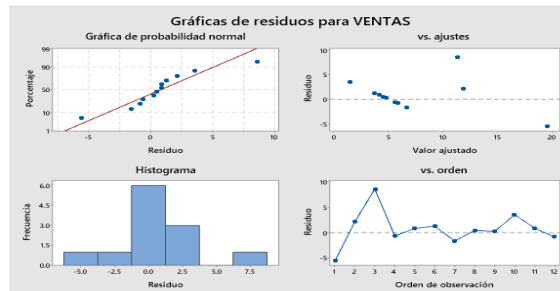 Gráficas de residuos para VENTAS
Gráfica de probabilidad normal
99
90
50
10
1
Porcentaje
-5
0
5
10
Residuo
vs. ajustes
10
5
0
-5
Residuo
0
5
10
15
20
Valor ajustado
Histograma
6.0
4.5
3.0
1.5
0.0
Frecuencia
-5.0
-2.5
0.0
2.5
5.0
7.5
Residuo
vs. orden
10
5
0
-5
Residuo
1 2 3 4 5 6 7 8 9 10 11 12
Orden de observación